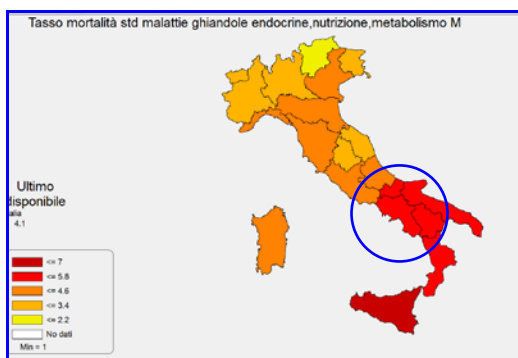 Tasso mortalità std malattie ghiandole endocrine,nutrizione,metabolismo M
Ultimo
disponibile
alia
4.1
<= 7
<= 5.8
<= 4.6
<= 3.4
<= 2.2
No dati
Min = 1